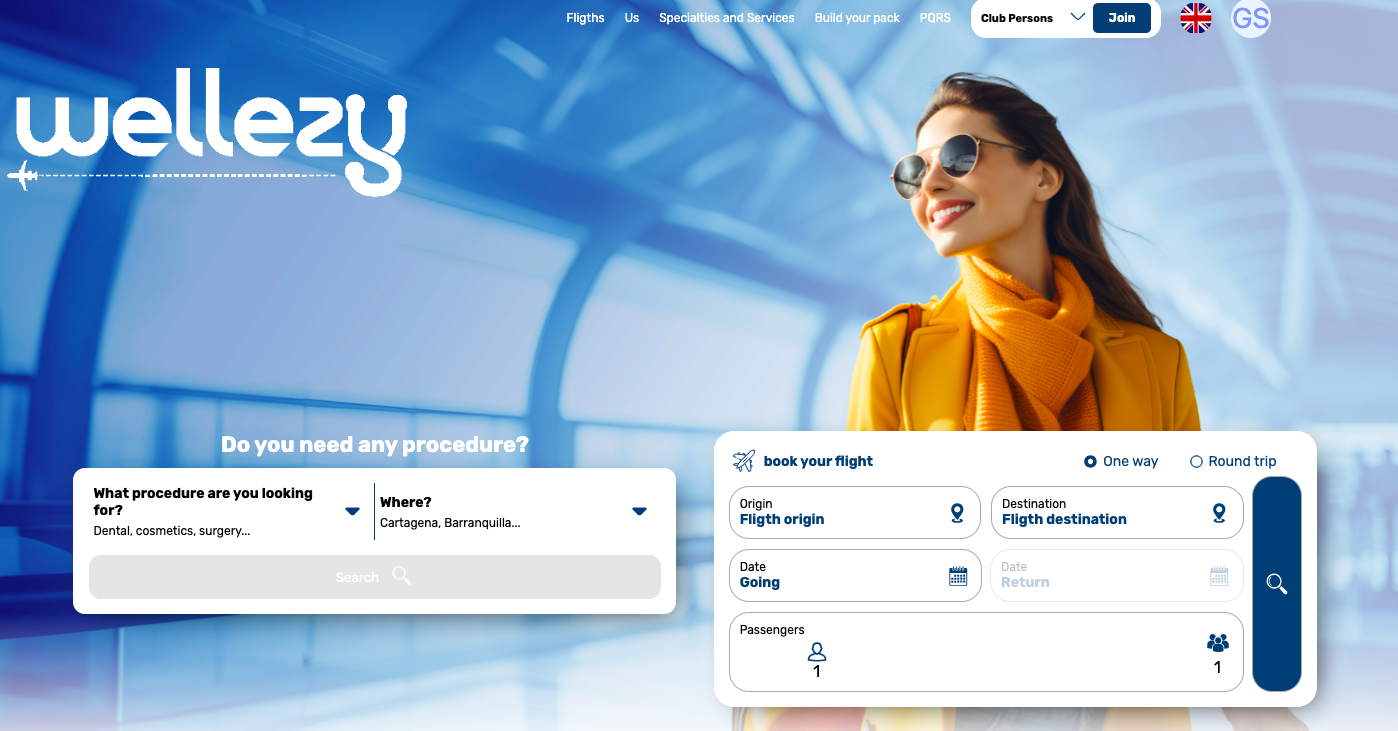 Fligths Us Specialties and Services Build your pack PQRS Club Persons Join GS
wellezy
Do you need any procedure?
What procedure are you looking
for?
Dental, cosmetics, surgery...
Where?
Cartagena, Barranquilla...
Search
book your flight
One way
Round trip
Origin
Fligth origin
Destination
Fligth destination
Date
Going
Date
Return
Passengers
1
1